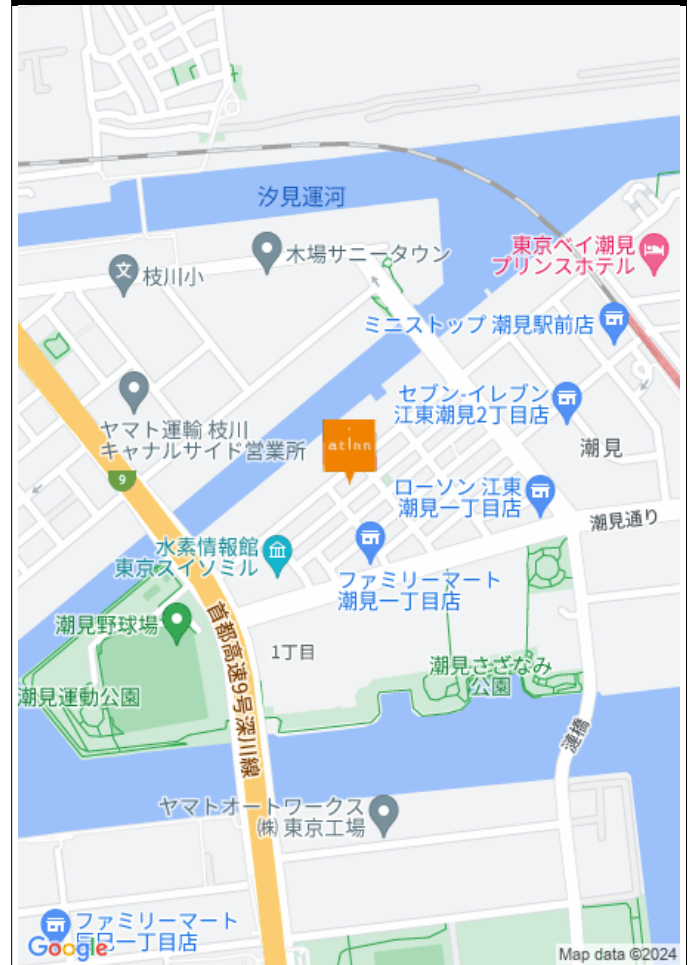 汐見運河
木場サニータウン
東京ベイ潮見
プリンスホテル
文
枝川小
ミニストップ 潮見駅前店
セブン-イレブン
江東潮見2丁目店
ヤマト運輸 枝川
キャナルサイド営業所
at inn
潮見
9
ローソン 江東
潮見一丁目店
潮見通り
水素情報館
東京スイソミル
ファミリーマート
潮見一丁目店
潮見野球場
首都高速9号深川線
1丁目
潮見さざなみ
公園
潮見運動公園
漣橋
ヤマトオートワークス
㈱ 東京工場
ファミリーマート
辰巳一丁目店
Google
Map data ©2024